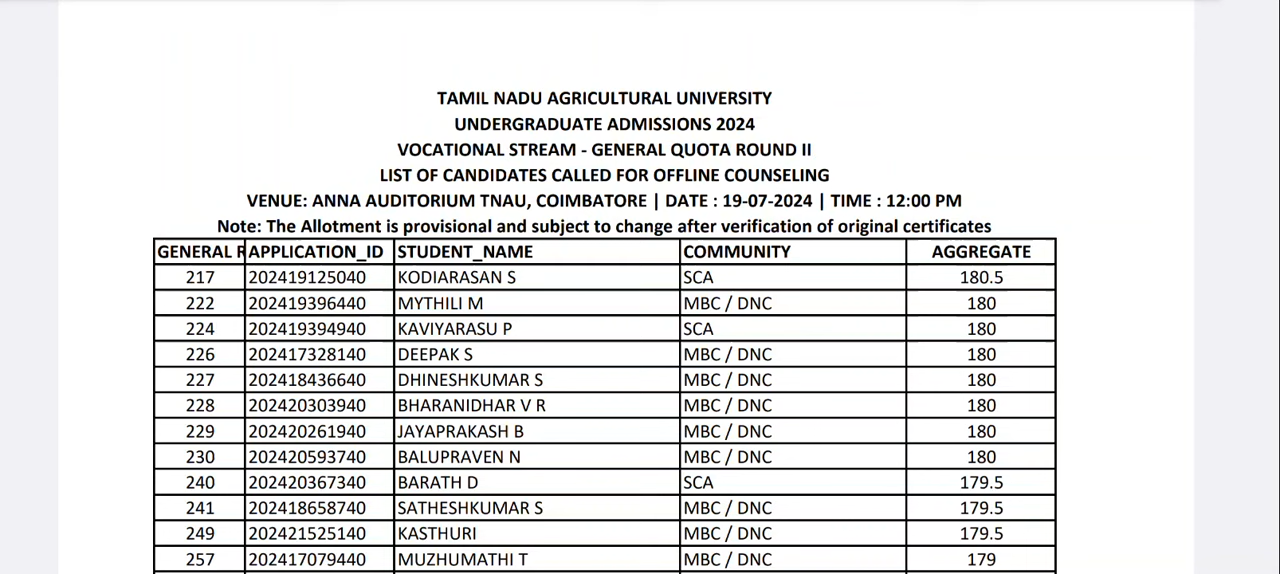 TAMIL NADU AGRICULTURAL UNIVERSITY
UNDERGRADUATE ADMISSIONS 2024
VOCATIONAL STREAM - GENERAL QUOTA ROUND II
LIST OF CANDIDATES CALLED FOR OFFLINE COUNSELING
VENUE: ANNA AUDITORIUM TNAU, COIMBATORE | DATE : 19-07-2024 | TIME : 12:00 PM
Note: The Allotment is provisional and subject to change after verification of original certificates
GENERAL R APPLICATION_ID STUDENT_NAME COMMUNITY AGGREGATE
217 202419125040 KODIARASAN S SCA 180.5
222 202419396440 MYTHILI M MBC / DNC 180
224 202419394940 KAVIYARASU P SCA 180
226 202417328140 DEEPAK S MBC / DNC 180
227 202418436640 DHINESHKUMAR S MBC / DNC 180
228 202420303940 BHARANIDHAR V R MBC / DNC 180
229 202420261940 JAYAPRAKASH B MBC / DNC 180
230 202420593740 BALUPRAVEN N MBC / DNC 180
240 202420367340 BARATH D SCA 179.5
241 202418658740 SATHESHKUMAR S MBC / DNC 179.5
249 202421525140 KASTHURI MBC / DNC 179.5
257 202417079440 MUZHUMATHI T MBC / DNC 179